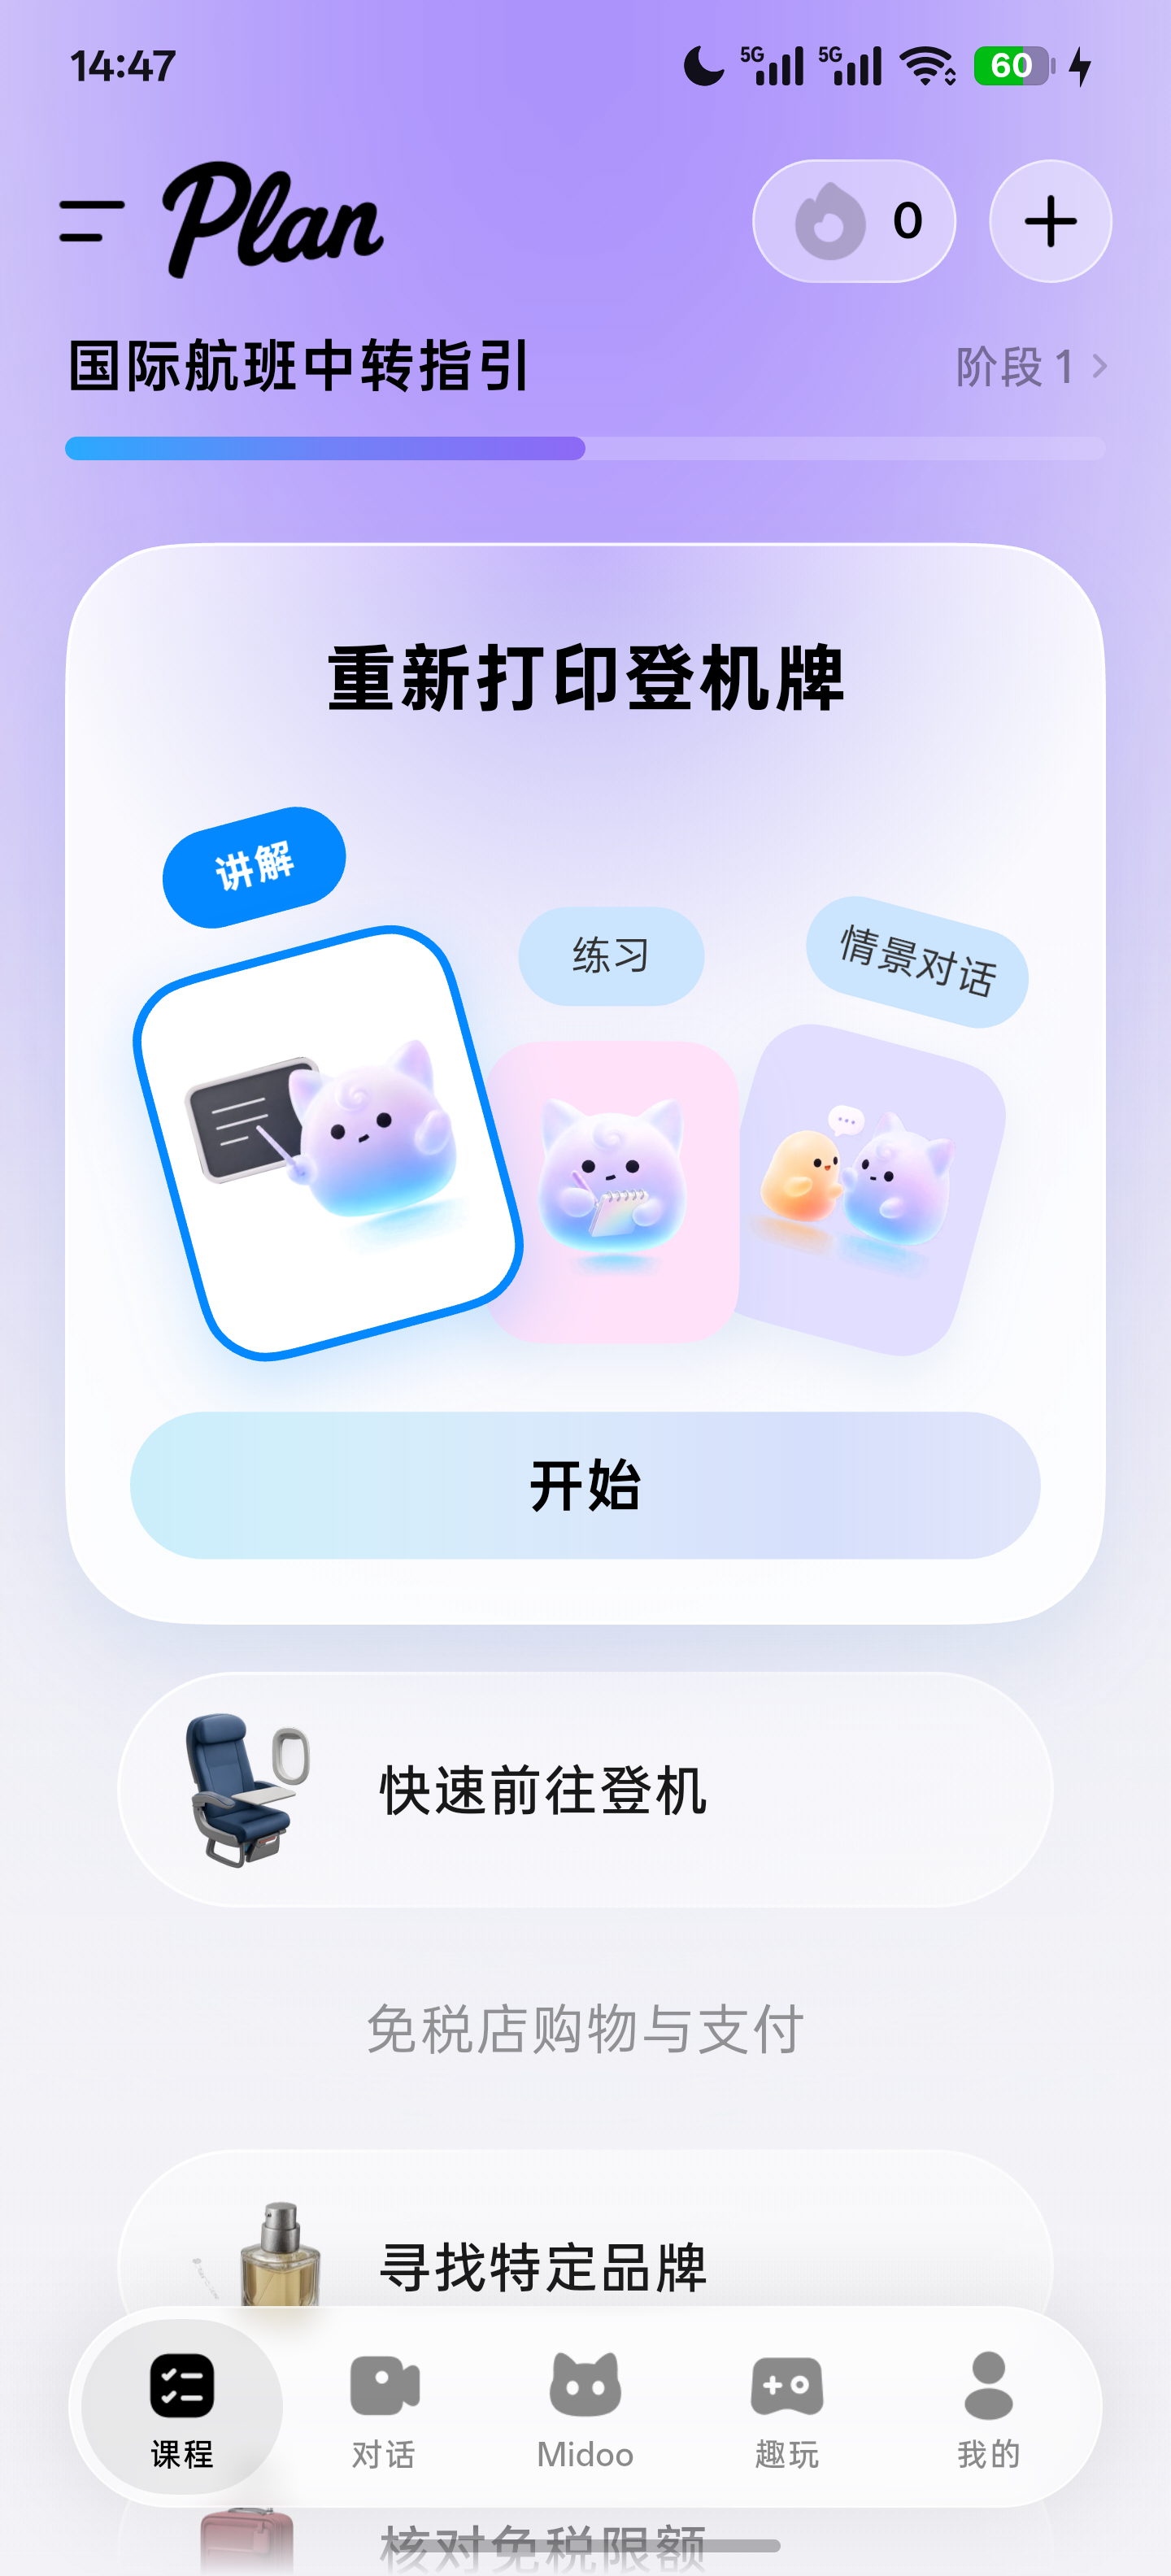 14:47
5G 5G 60
Plan
0
国际航班中转指引
阶段 1
重新打印登机牌
讲解
练习
情景对话
开始
快速前往登机
免税店购物与支付
寻找特定品牌
课程
对话
Midoo
趣玩
我的
核对免税限额